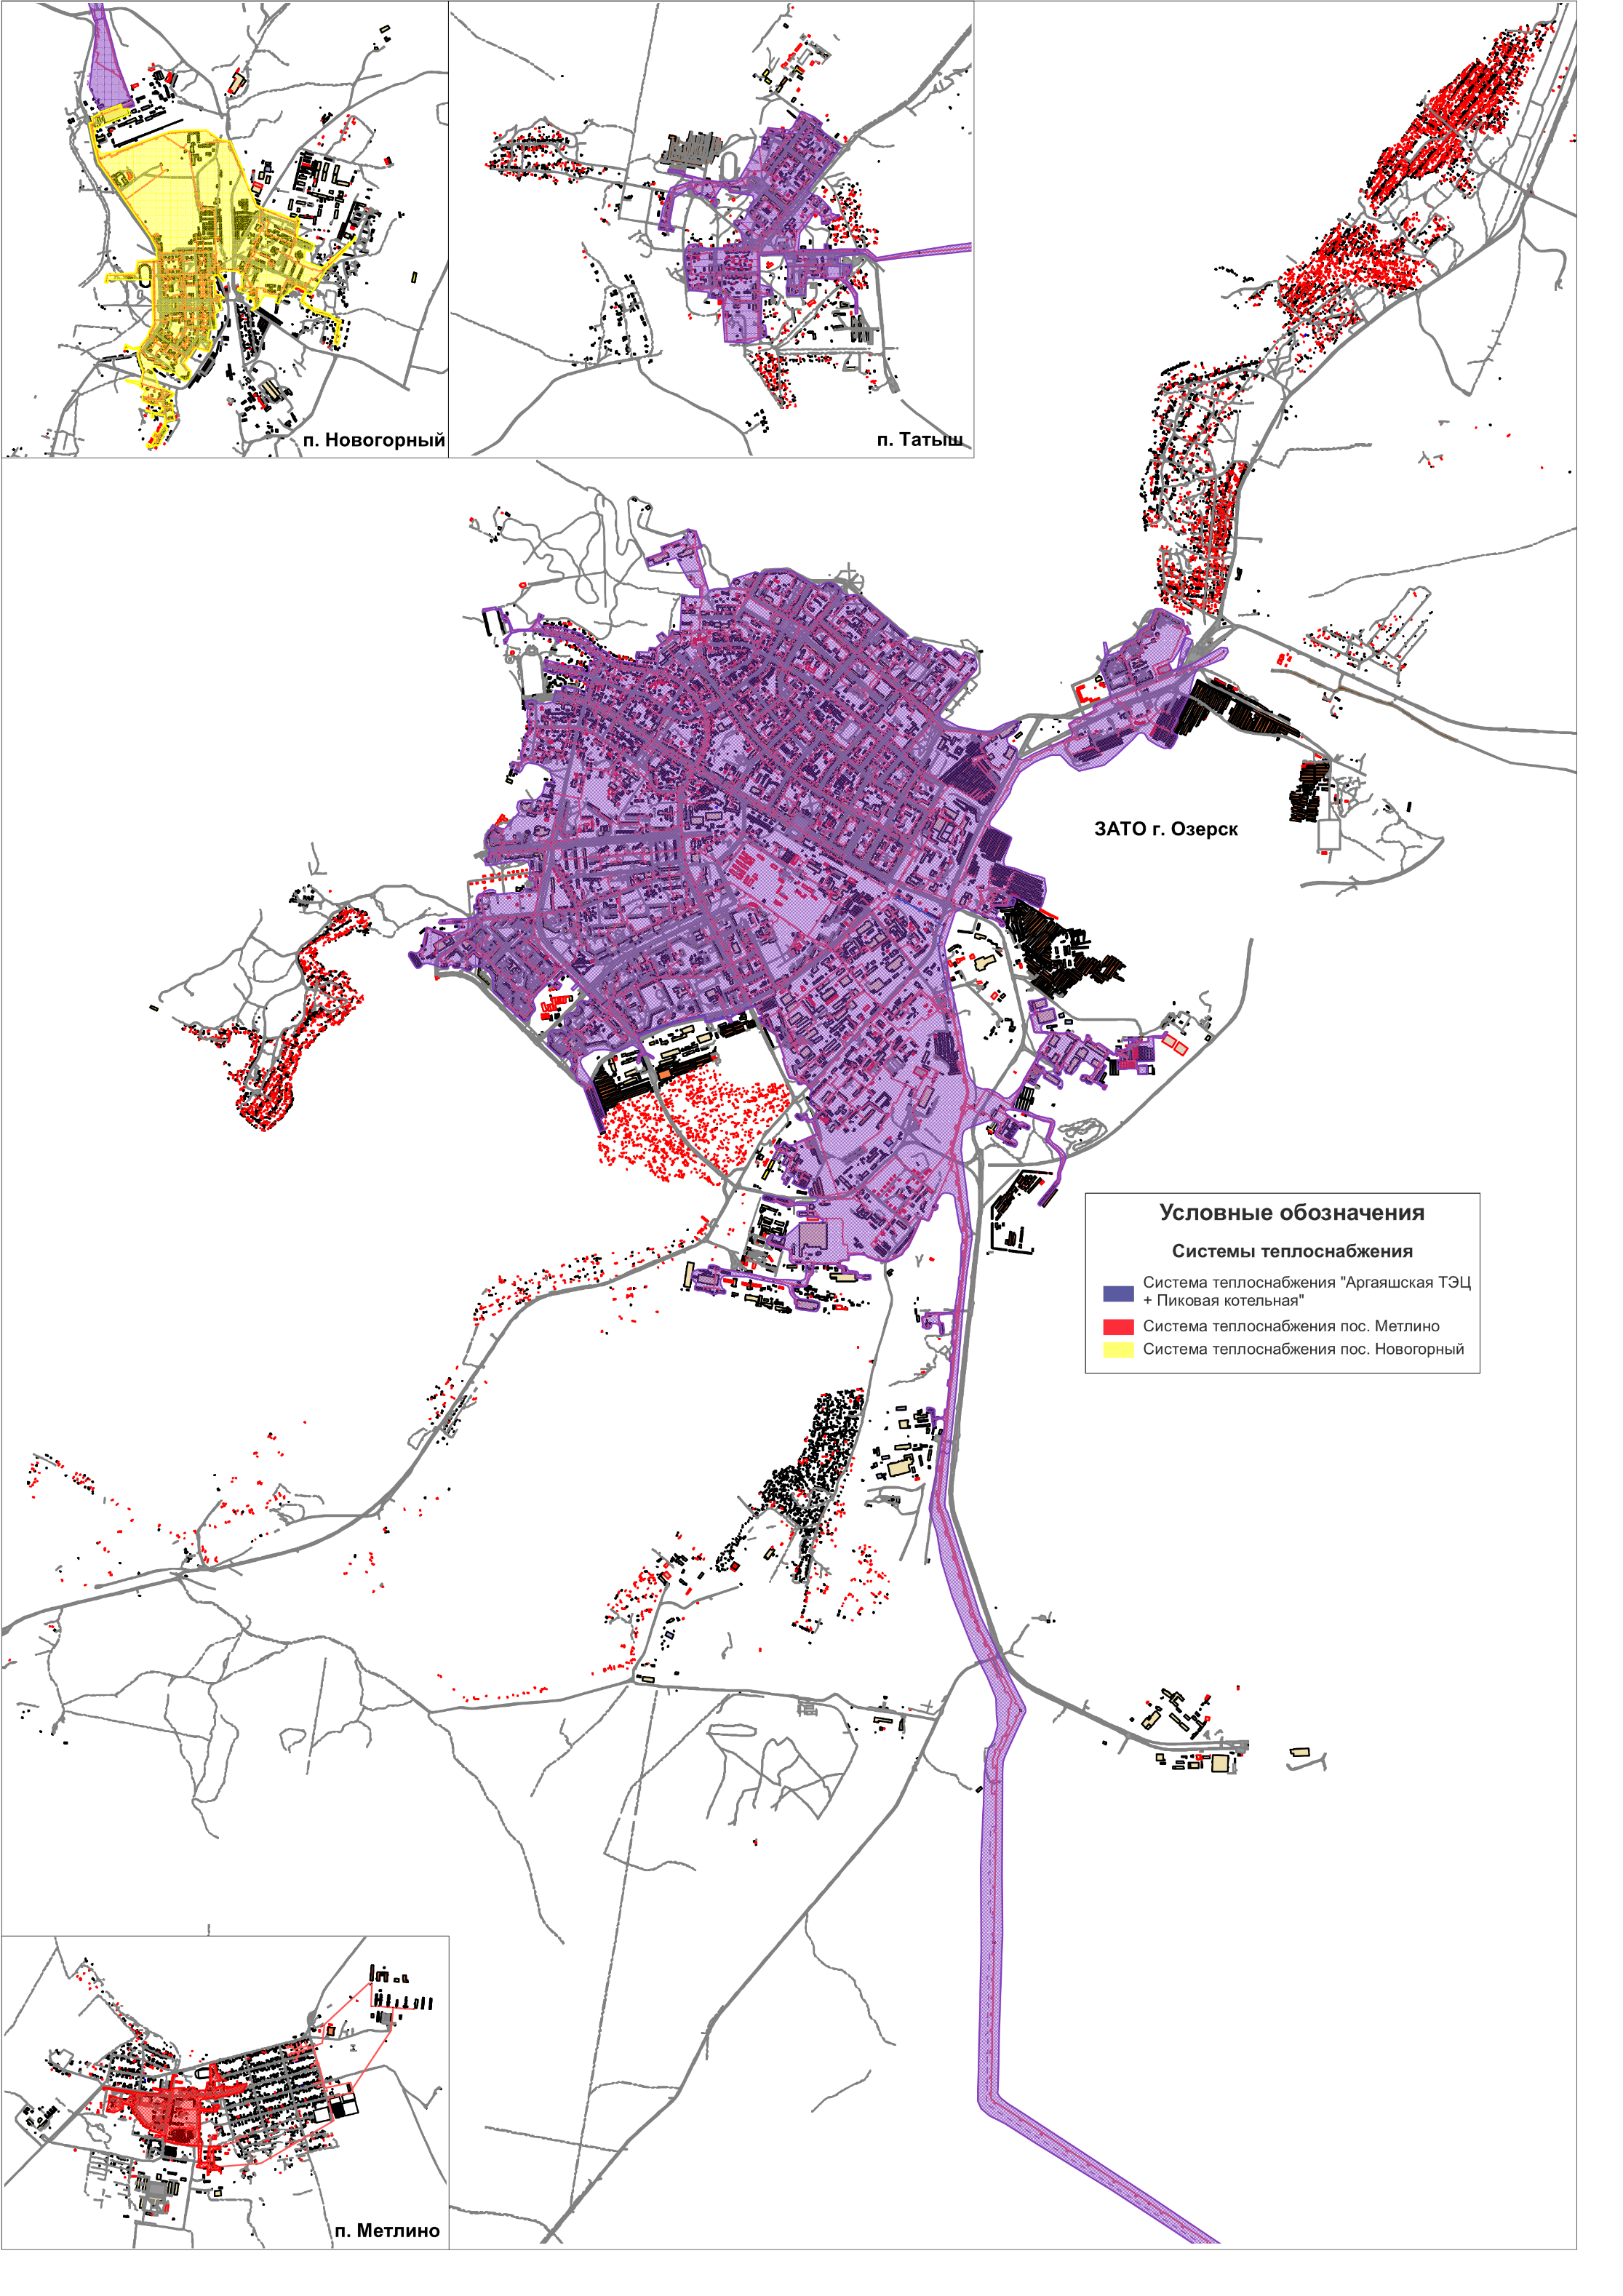 п. Новогорный
п. Татыш
ЗАТО г. Озерск
Условные обозначения
Системы теплоснабжения
Система теплоснабжения "Аргаяшская ТЭЦ
+ Пиковая котельная"
Система теплоснабжения пос. Метлино
Система теплоснабжения пос. Новогорный
п. Метлино